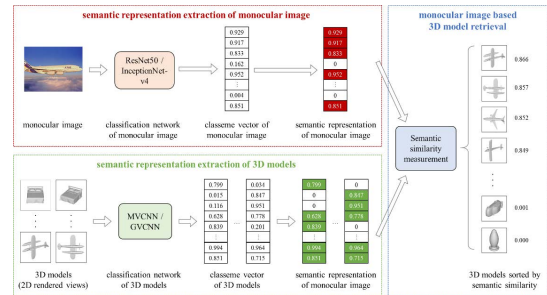 semantic representation extraction of monocular image
ResNet50 /
InceptionNet-
v4
0.929
0.917
0.833
0.162
0.952
⋮
0.004
0.851
0.929
0.917
0.833
0
0.952
⋮
0
0.851
monocular image
classification network
of monocular image
classeme vector of
monocular image
semantic representation
of monocular image
semantic representation extraction of 3D models
MVCNN /
GVCNN
0.799
0.015
0.116
0.628
0.839
⋮
0.994
0.851
...
0.034
0.847
0.951
0.778
0.201
⋮
0.964
0.715
0.799
0
0
0.628
0.839
⋮
0.994
0.851
...
0
0.847
0.951
0.778
0
⋮
0.964
0.715
3D models
(2D rendered views)
classification network
of 3D models
classeme vector
of 3D models
semantic representation
of monocular image
monocular image based
3D model retrieval
Semantic
similarity
measurement
0.866
0.857
0.852
0.849
0.001
0.000
3D models sorted by
semantic similarity